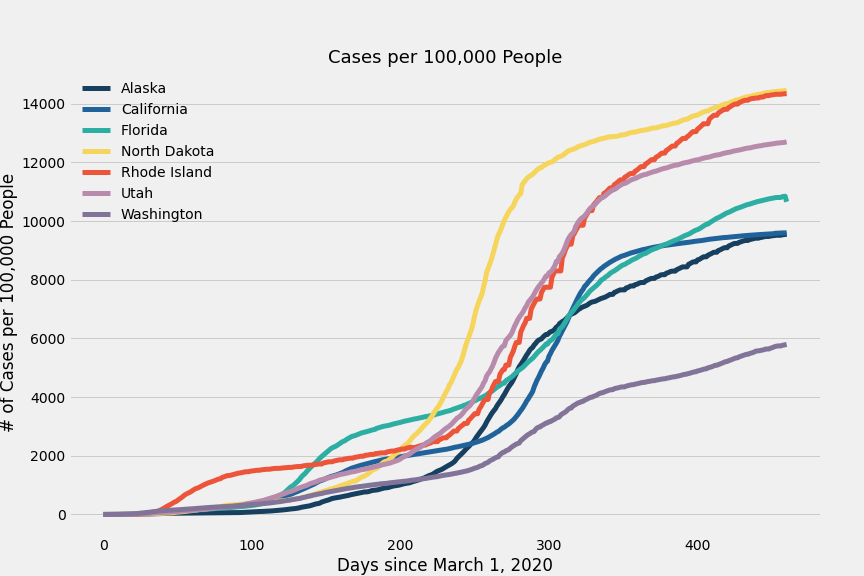 Cases per 100,000 People
Alaska
California
Florida
North Dakota
Rhode Island
Utah
Washington
# of Cases per 100,000 People
14000
12000
10000
8000
6000
4000
2000
0
0 100 200 300 400
Days since March 1, 2020